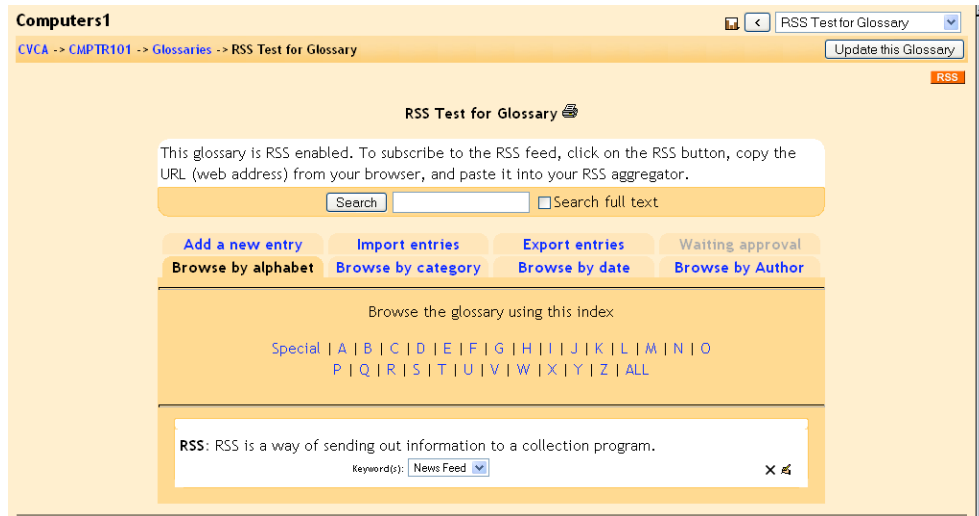 Computers1
< RSS Test for Glossary
CVCA -> CMPTR101 -> Glossaries -> RSS Test for Glossary
Update this Glossary
RSS
RSS Test for Glossary
This glossary is RSS enabled. To subscribe to the RSS feed, click on the RSS button, copy the
URL (web address) from your browser, and paste it into your RSS aggregator.
Search Search full text
Add a new entry Import entries Export entries Waiting approval
Browse by alphabet Browse by category Browse by date Browse by Author
Browse the glossary using this index
Special | A | B | C | D | E | F | G | H | I | J | K | L | M | N | O
P | Q | R | S | T | U | V | W | X | Y | Z | ALL
RSS: RSS is a way of sending out information to a collection program.
Keyword(s): News Feed